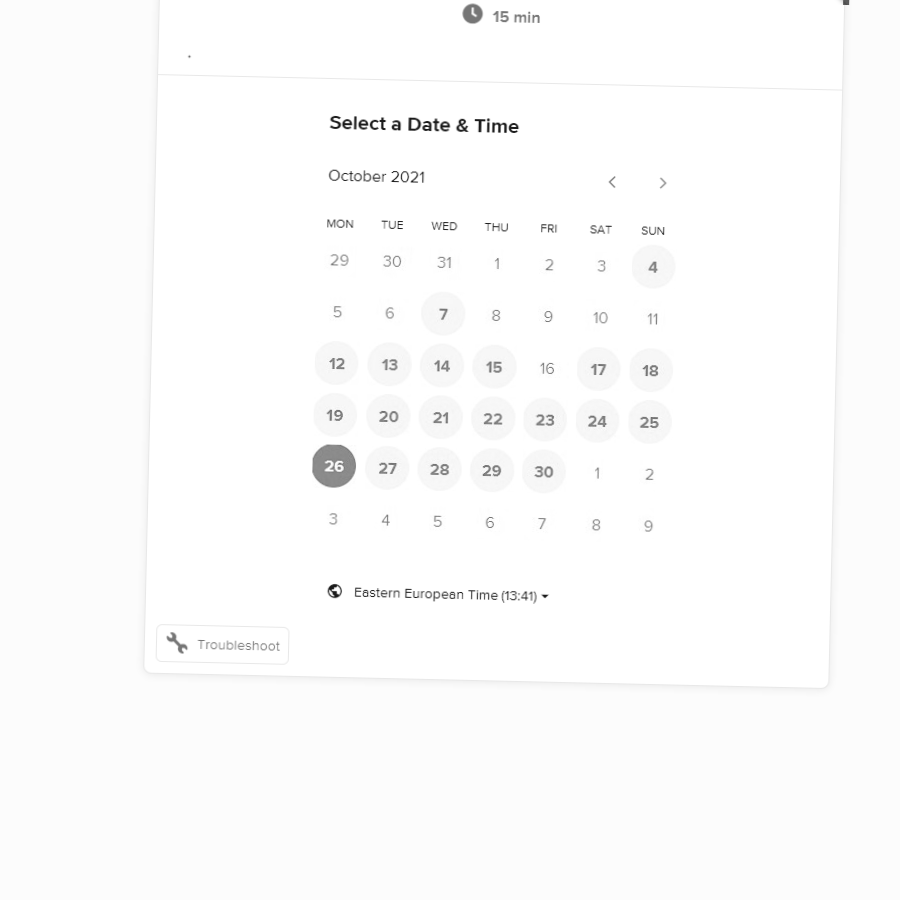 15 min
.
Select a Date & Time
October 2021
MON TUE WED THU FRI SAT SUN
29 30 31 1 2 3 4
5 6 7 8 9 10 11
12 13 14 15 16 17 18
19 20 21 22 23 24 25
26 27 28 29 30 1 2
3 4 5 6 7 8 9
Eastern European Time (13:41)
Troubleshoot